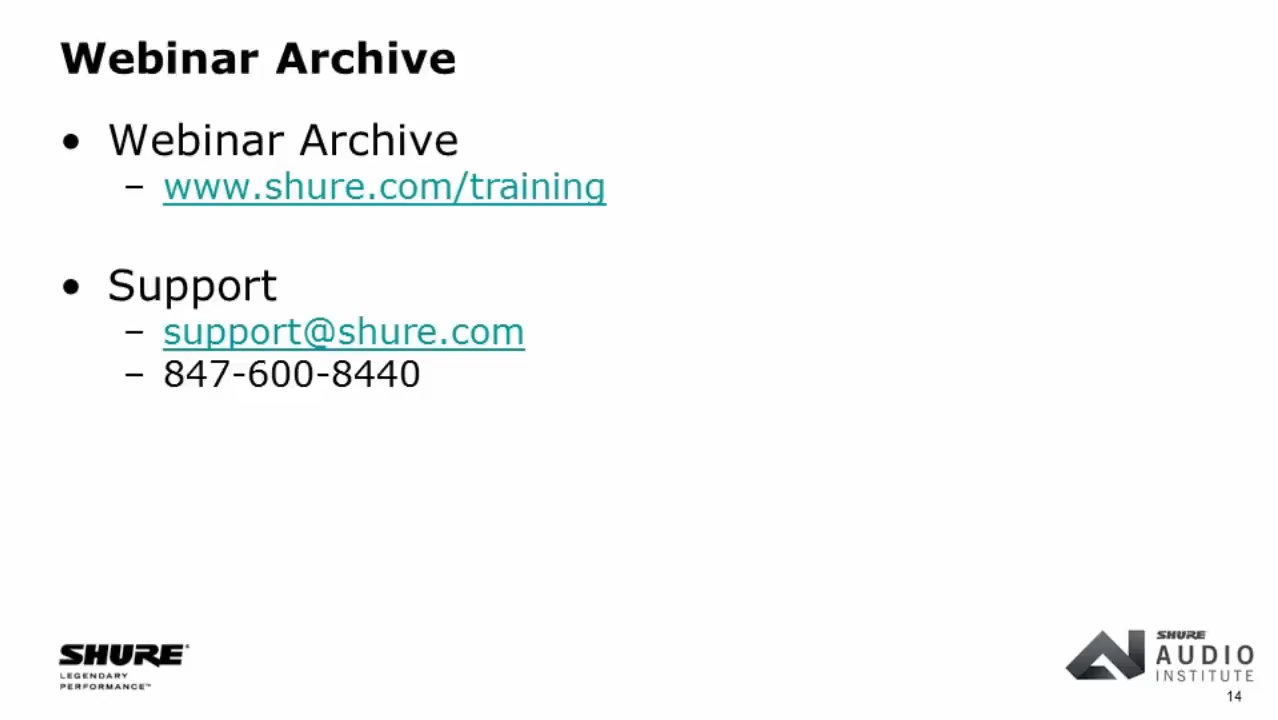 Webinar Archive
• Webinar Archive
– www.shure.com/training
• Support
– support@shure.com
– 847-600-8440
SHURE
LEGENDARY
PERFORMANCE™
SHURE
AUDIO
INSTITUTE
14